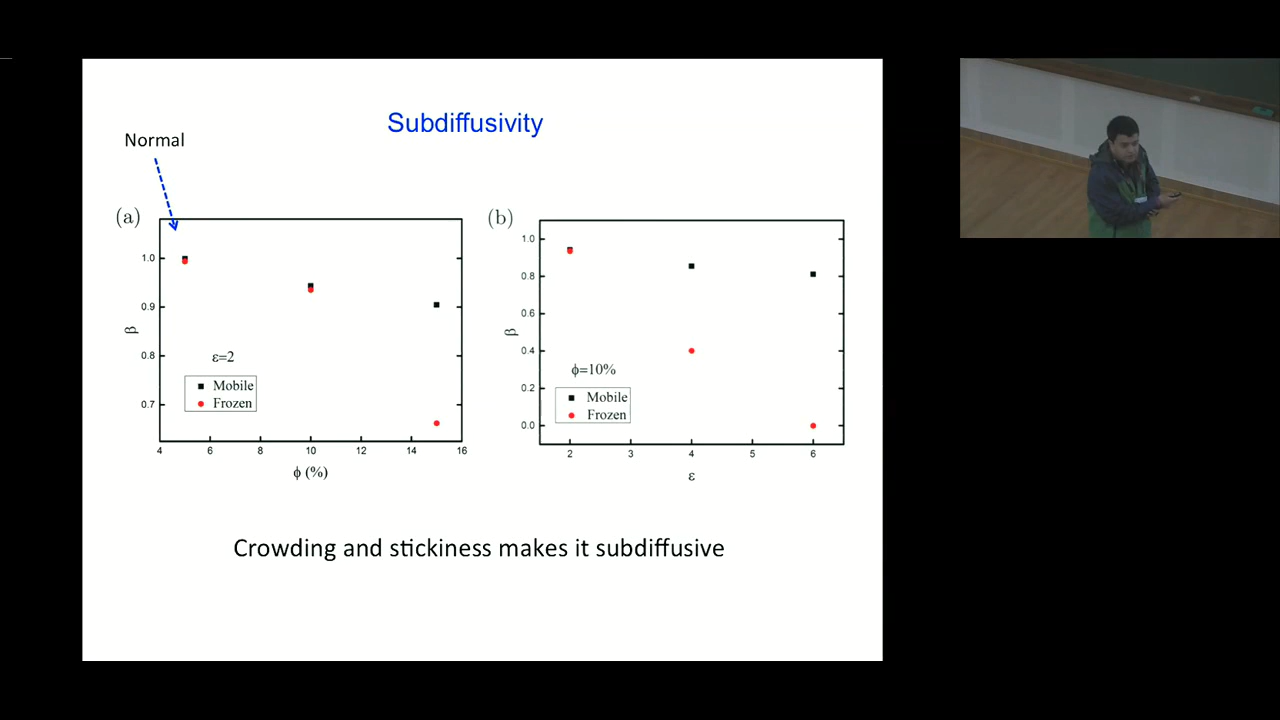 Subdiffusivity
Normal
(a)
1.0
0.9
0.8
0.7
β
ε=2
Mobile
Frozen
4 6 8 10 12 14 16
ϕ (%)
(b)
1.0
0.8
0.6
0.4
0.2
0.0
β
ϕ=10%
Mobile
Frozen
2 3 4 5 6
ε
Crowding and stickiness makes it subdiffusive